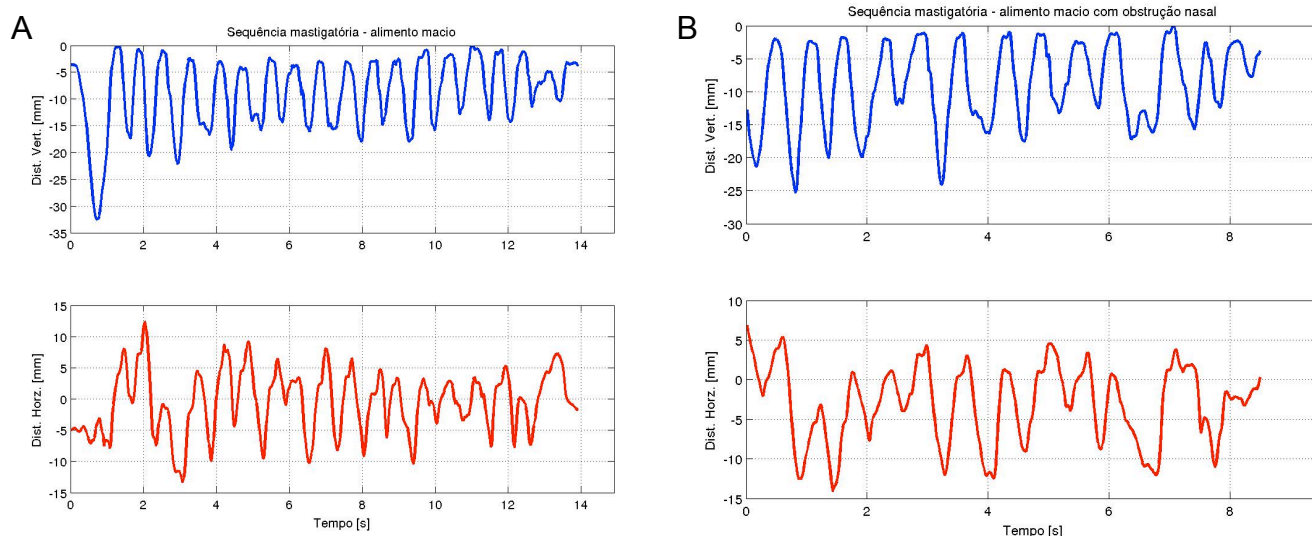 A
Sequência mastigatória - alimento macio
Dist. Vert. [mm]
0
-5
-10
-15
-20
-25
-30
-35
0 2 4 6 8 10 12 14
Dist. Horz. [mm]
15
10
5
0
-5
-10
-15
0 2 4 6 8 10 12 14
Tempo [s]
B
Sequência mastigatória - alimento macio com obstrução nasal
Dist. Vert. [mm]
0
-5
-10
-15
-20
-25
-30
0 2 4 6 8
Dist. Horz. [mm]
10
5
0
-5
-10
-15
0 2 4 6 8
Tempo [s]